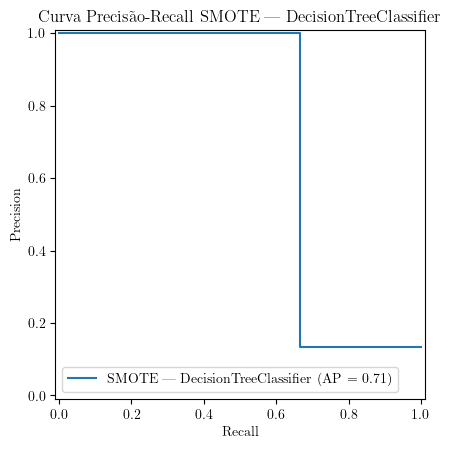 Curva Precisão-Recall SMOTE — DecisionTreeClassifier
1.0
0.8
0.6
0.4
0.2
0.0
Precision
SMOTE — DecisionTreeClassifier (AP = 0.71)
0.0 0.2 0.4 0.6 0.8 1.0
Recall